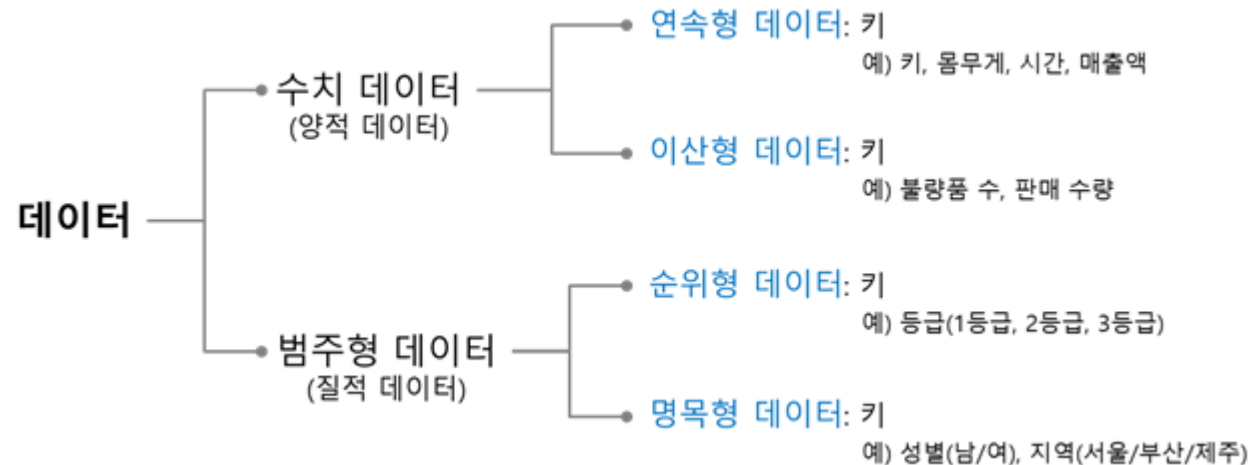 연속형 데이터: 키
예) 키, 몸무게, 시간, 매출액
수치 데이터
(양적 데이터)
이산형 데이터: 키
예) 불량품 수, 판매 수량
데이터
순위형 데이터: 키
예) 등급(1등급, 2등급, 3등급)
범주형 데이터
(질적 데이터)
명목형 데이터: 키
예) 성별(남/여), 지역(서울/부산/제주)